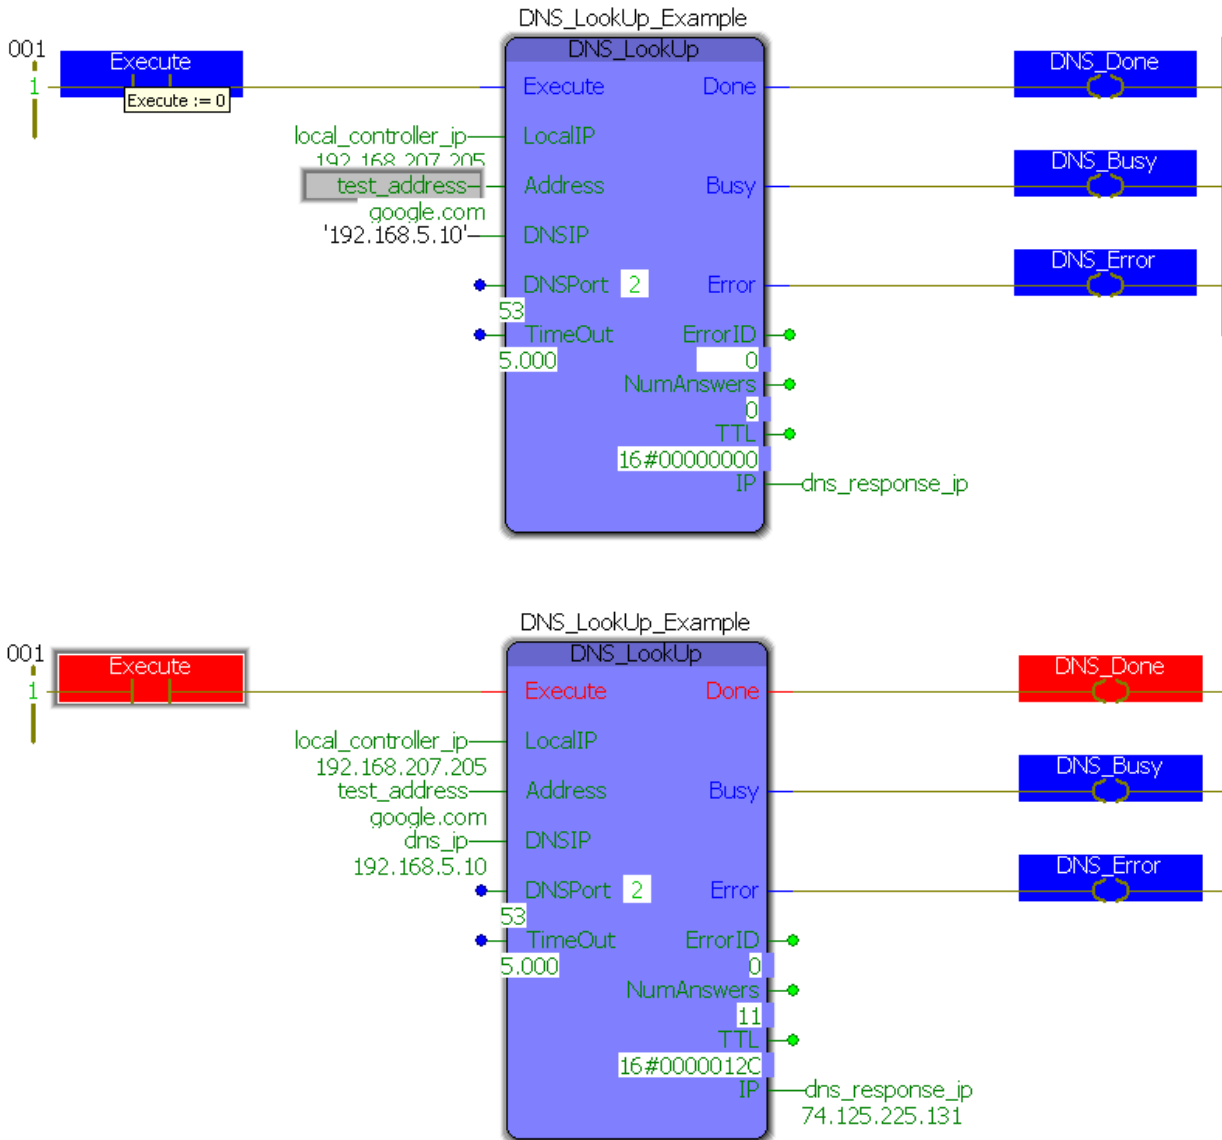 DNS_LookUp_Example
001
Execute
DNS_LookUp
DNS_Done
1
Execute := 0
Execute
Done
local_controller_ip
LocalIP
192.168.207.205
DNS_Busy
test_address
Address
Busy
google.com
'192.168.5.10'
DNSIP
DNS_Error
DNSPort
2
Error
53
TimeOut
ErrorID
5.000
0
NumAnswers
0
TTL
16#00000000
IP
dns_response_ip
DNS_LookUp_Example
001
Execute
DNS_LookUp
DNS_Done
1
Execute
Done
local_controller_ip
LocalIP
192.168.207.205
DNS_Busy
test_address
Address
Busy
google.com
dns_ip
DNSIP
192.168.5.10
DNS_Error
DNSPort
2
Error
53
TimeOut
ErrorID
5.000
0
NumAnswers
11
TTL
16#0000012C
IP
dns_response_ip
74.125.225.131